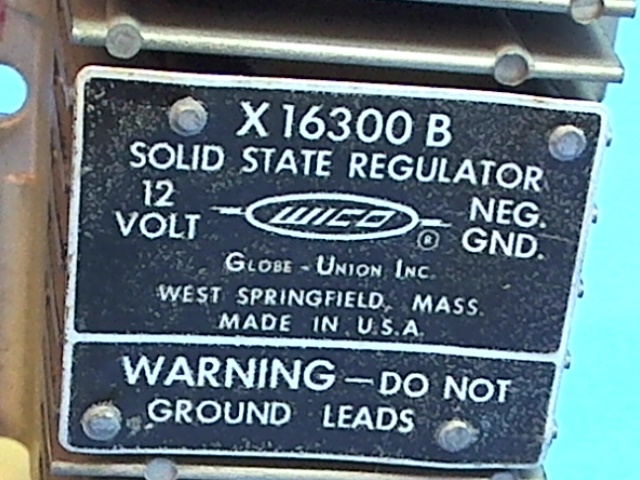 X 16300 B
SOLID STATE REGULATOR
12 VOLT WICO ® NEG. GND.
GLOBE - UNION INC.
WEST SPRINGFIELD, MASS.
MADE IN U.S.A.
WARNING — DO NOT
GROUND LEADS